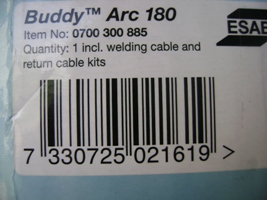 Buddy™ Arc 180
Item No: 0700 300 885
ESAB
Quantity: 1 incl. welding cable and
return cable kits
7 330725 021619 >